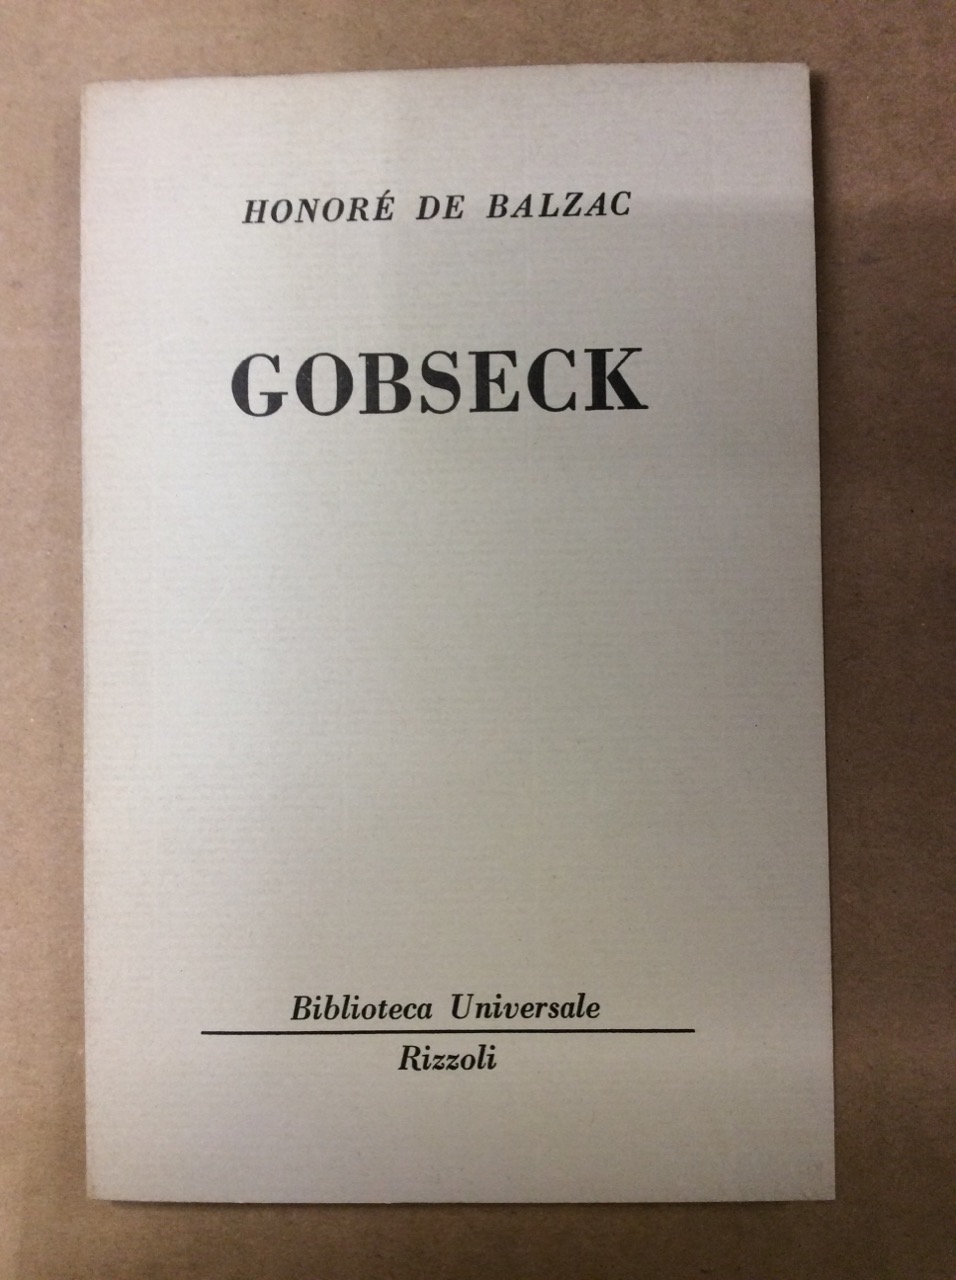 HONORÉ DE BALZAC
GOBSECK
Biblioteca Universale
Rizzoli